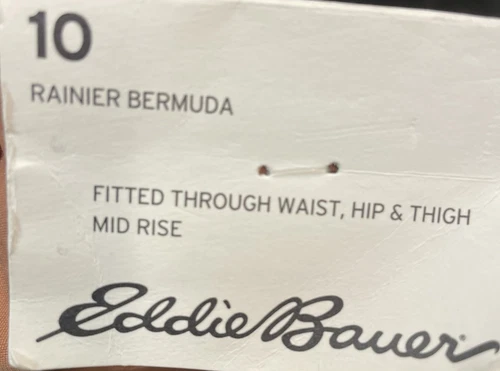 10
RAINIER BERMUDA
FITTED THROUGH WAIST, HIP & THIGH
MID RISE
Eddie Bauer